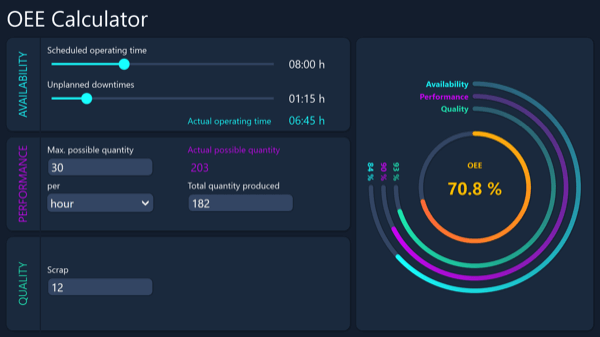 OEE Calculator
AVAILABILITY
Scheduled operating time
08:00 h
Unplanned downtimes
01:15 h
Actual operating time 06:45 h
PERFORMANCE
Max. possible quantity
30
per
hour
Actual possible quantity
203
Total quantity produced
182
QUALITY
Scrap
12
Availability
Performance
Quality
84 %
90 %
93 %
OEE
70.8 %